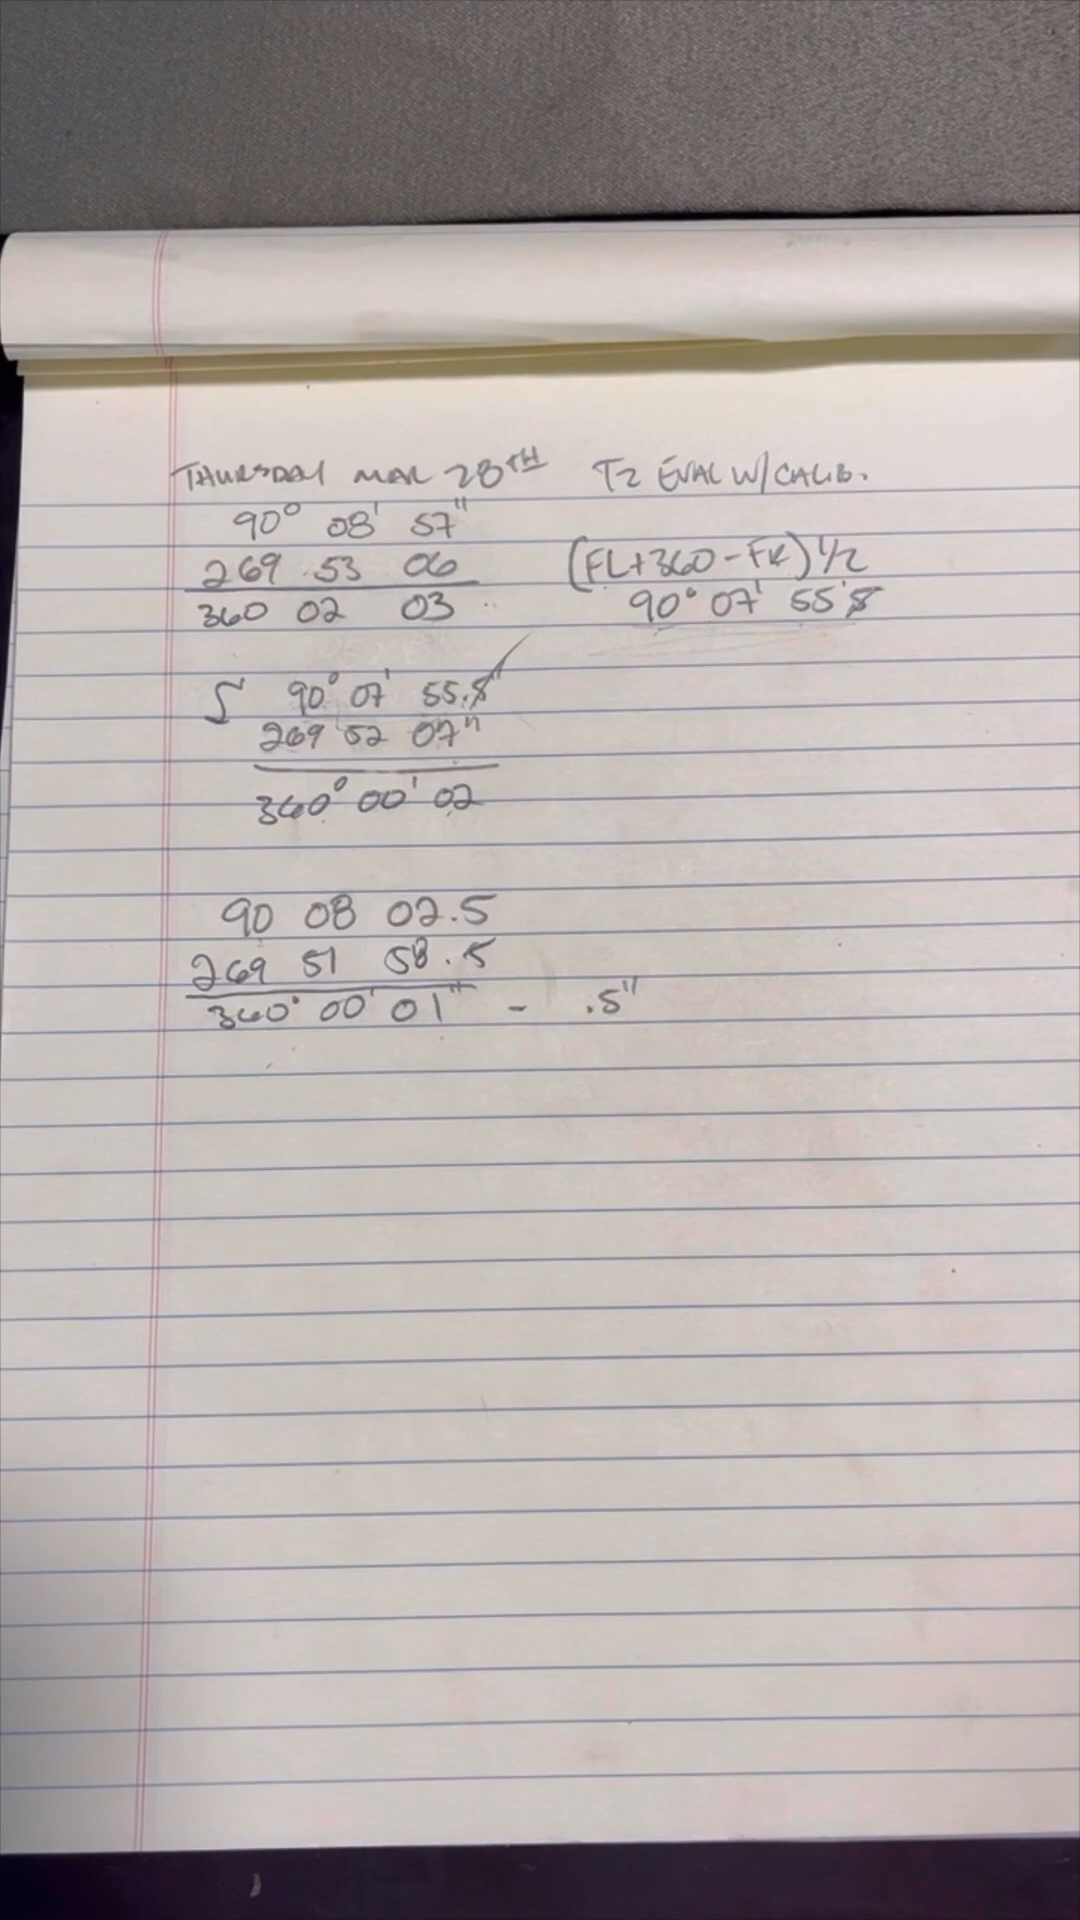 THURSDAY MAR 28TH T2 EVAL W/CALIB.
90° 08' 57"
269 53 06 (FL+360-FR) 1/2
360 02 03 90° 07' 55.5
90° 07' 55.5"
269 52 07"
360° 00' 02
90 08 02.5
269 51 58.5
360° 00' 01" - .5"